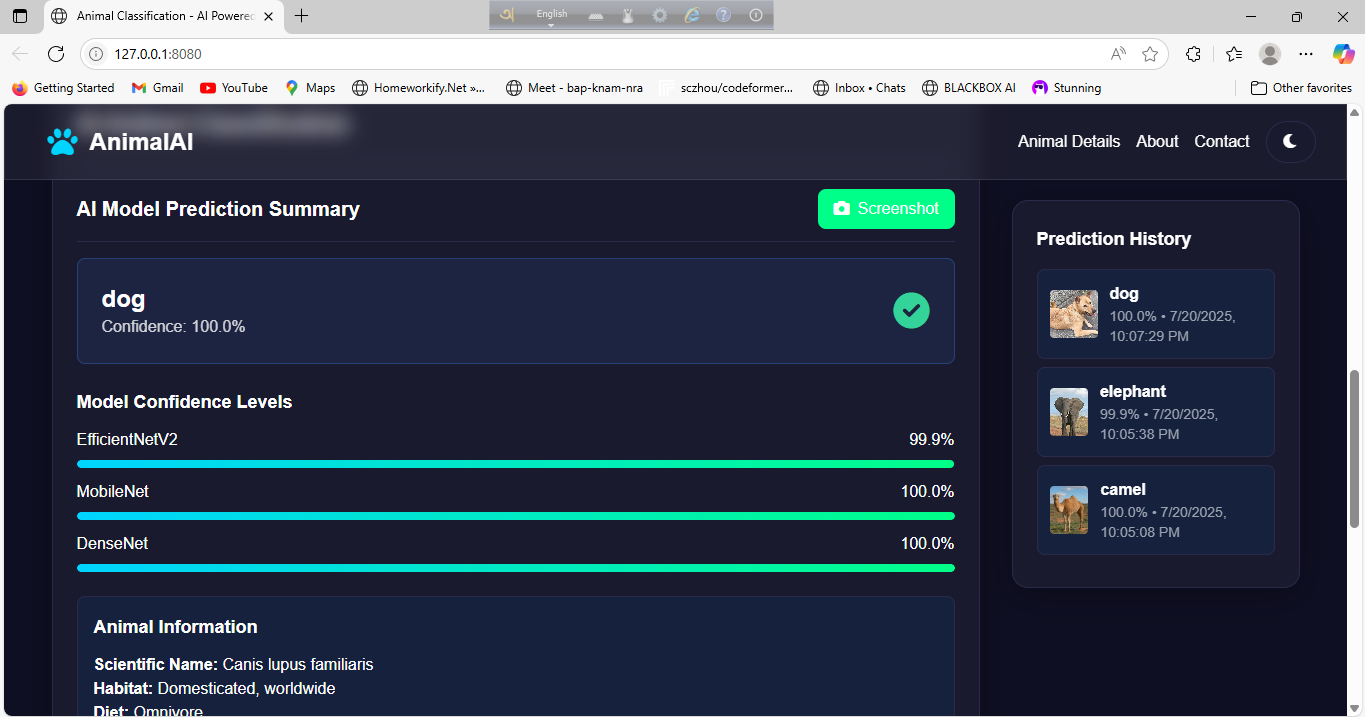 Animal Classification - AI Powere
English
127.0.0.1:8080
Getting Started
Gmail
YouTube
Maps
Homeworkify.Net »...
Meet - bap-knam-nra
sczhou/codeformer...
Inbox • Chats
BLACKBOX AI
Stunning
Other favorites
AnimalAI
Animal Details
About
Contact
AI Model Prediction Summary
Screenshot
dog
Confidence: 100.0%
Model Confidence Levels
EfficientNetV2 99.9%
MobileNet 100.0%
DenseNet 100.0%
Animal Information
Scientific Name: Canis lupus familiaris
Habitat: Domesticated, worldwide
Diet: Omnivore
Prediction History
dog
100.0% • 7/20/2025,
10:07:29 PM
elephant
99.9% • 7/20/2025,
10:05:38 PM
camel
100.0% • 7/20/2025,
10:05:08 PM